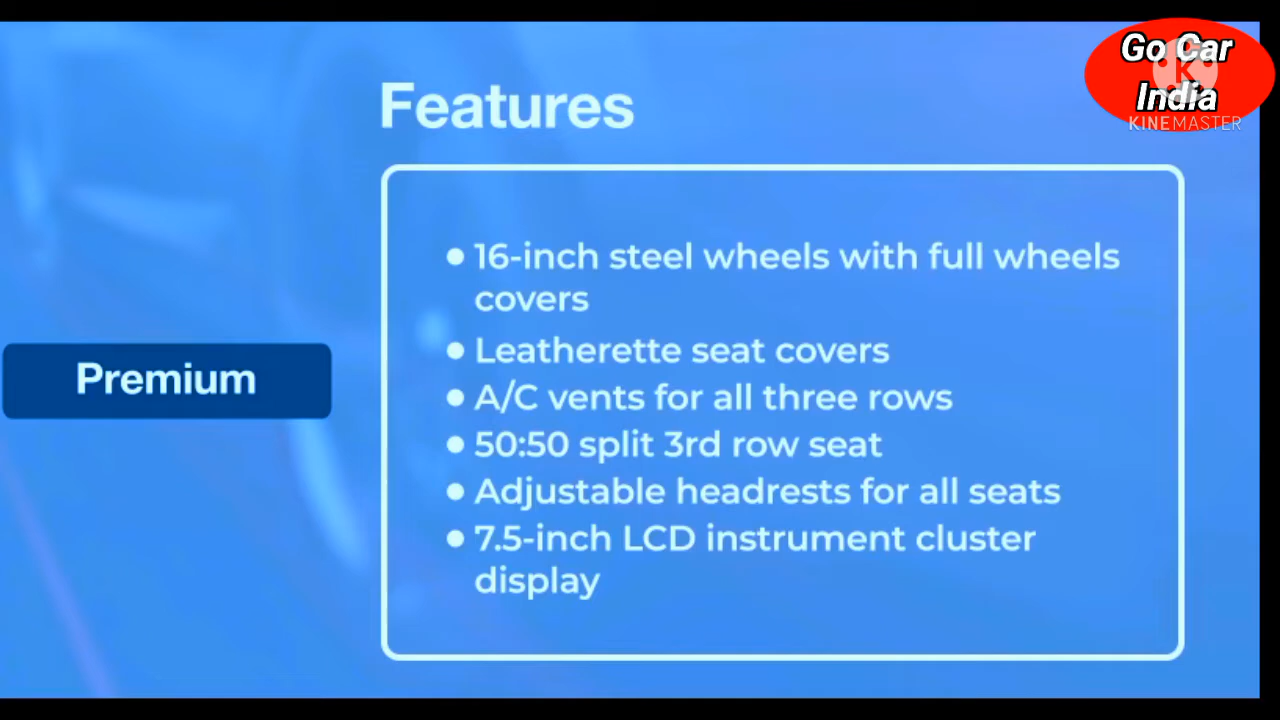 Go Car
India
KINEMASTER
Features
Premium
• 16-inch steel wheels with full wheels
covers
• Leatherette seat covers
• A/C vents for all three rows
• 50:50 split 3rd row seat
• Adjustable headrests for all seats
• 7.5-inch LCD instrument cluster
display